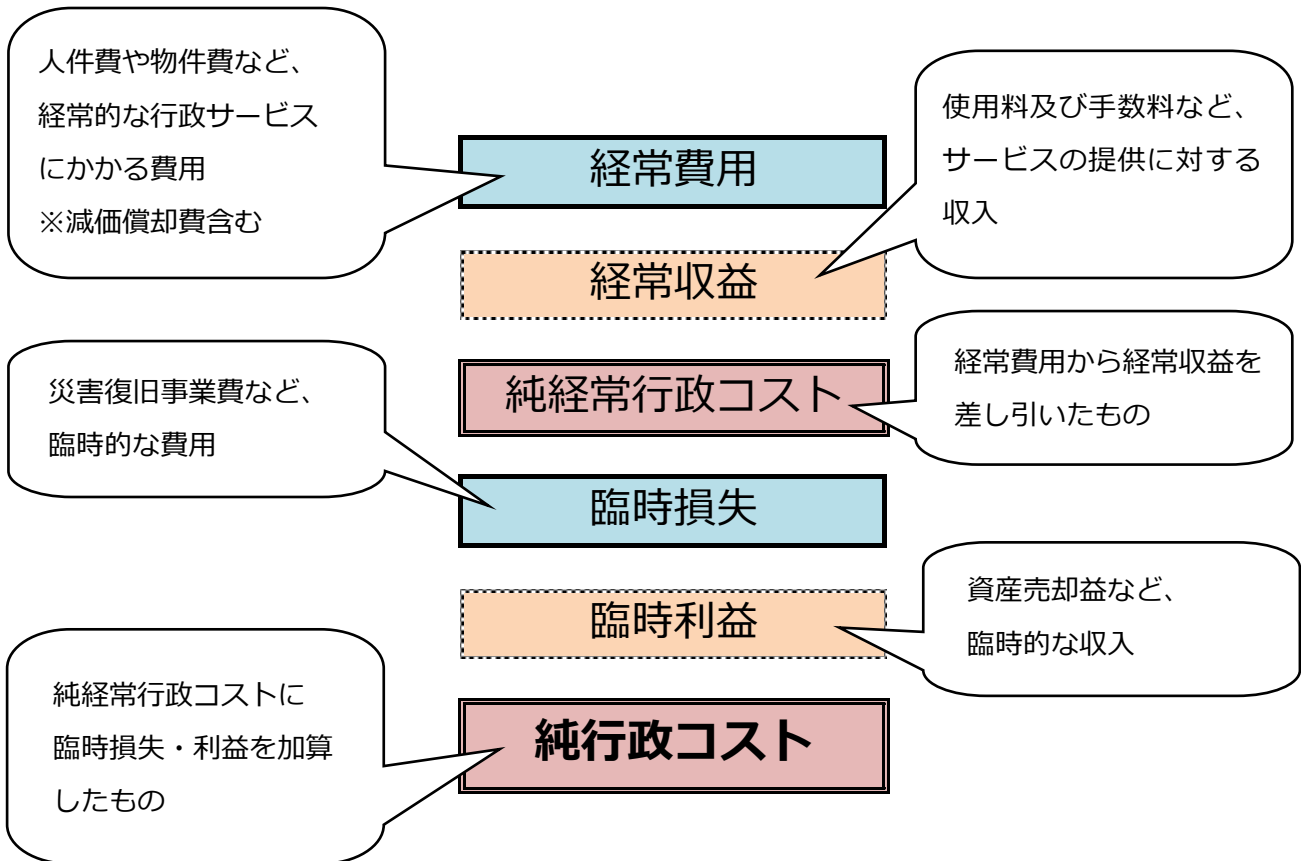 人件費や物件費など、
経常的な行政サービス
にかかる費用
※減価償却費含む
経常費用
使用料及び手数料など、
サービスの提供に対する
収入
経常収益
純経常行政コスト
経常費用から経常収益を
差し引いたもの
災害復旧事業費など、
臨時的な費用
臨時損失
臨時利益
資産売却益など、
臨時的な収入
純経常行政コストに
臨時損失・利益を加算
したもの
純行政コスト